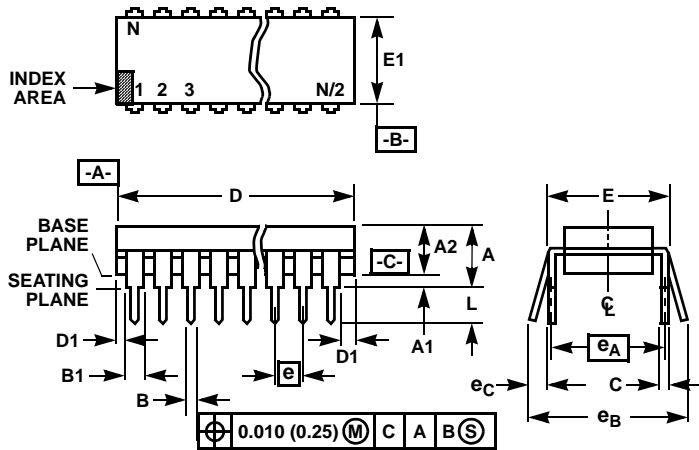 N
INDEX
AREA
1 2 3 N/2
E1
-B-
-A-
D
E
BASE
PLANE
A2
A
-C-
SEATING
PLANE
L
C
L
D1
A1
D1
eA
B1
e
eC
C
B
eB
0.010 (0.25) M C A B S